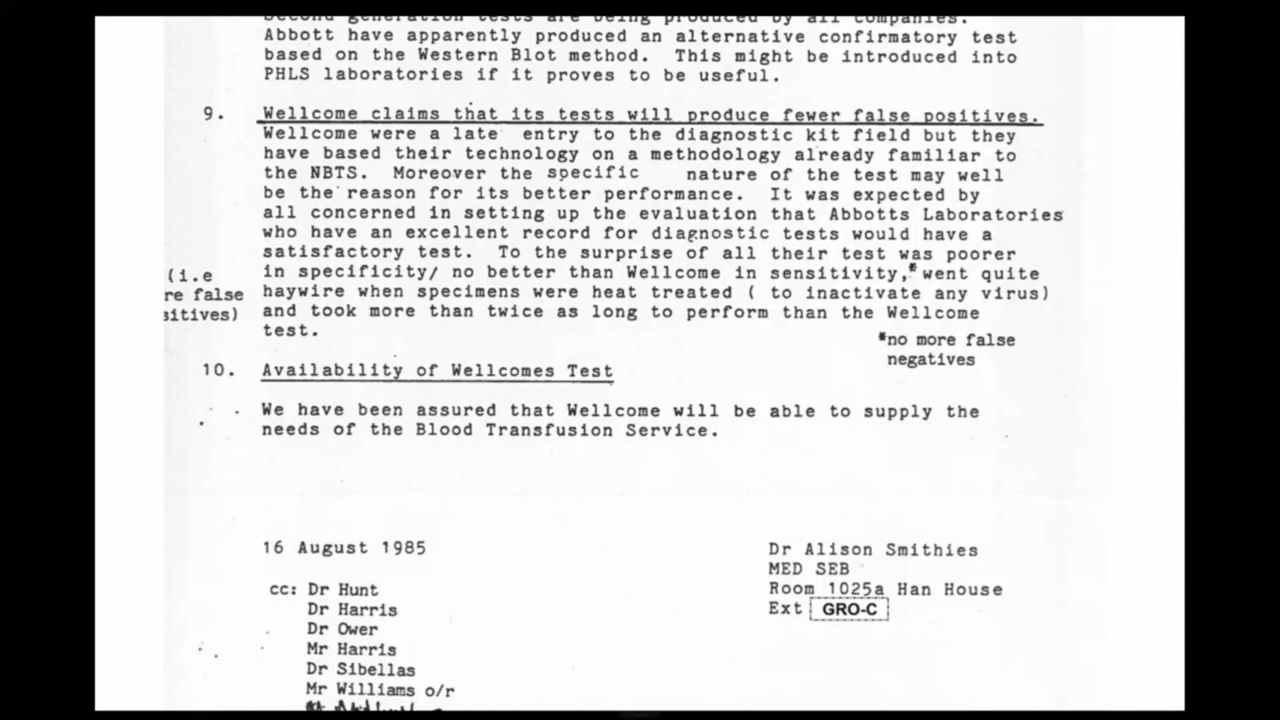 second generation tests are being produced by all companies.
Abbott have apparently produced an alternative confirmatory test
based on the Western Blot method. This might be introduced into
PHLS laboratories if it proves to be useful.
9. Wellcome claims that its tests will produce fewer false positives.
Wellcome were a late entry to the diagnostic kit field but they
have based their technology on a methodology already familiar to
the NBTS. Moreover the specific nature of the test may well
be the reason for its better performance. It was expected by
all concerned in setting up the evaluation that Abbotts Laboratories
who have an excellent record for diagnostic tests would have a
satisfactory test. To the surprise of all their test was poorer
in specificity/ no better than Wellcome in sensitivity,* went quite
haywire when specimens were heat treated ( to inactivate any virus)
and took more than twice as long to perform than the Wellcome
test.
(i.e
re false
sitives)
*no more false
negatives
10. Availability of Wellcomes Test
We have been assured that Wellcome will be able to supply the
needs of the Blood Transfusion Service.
16 August 1985
Dr Alison Smithies
MED SEB
Room 1025a Han House
Ext GRO-C
cc: Dr Hunt
Dr Harris
Dr Ower
Mr Harris
Dr Sibellas
Mr Williams o/r